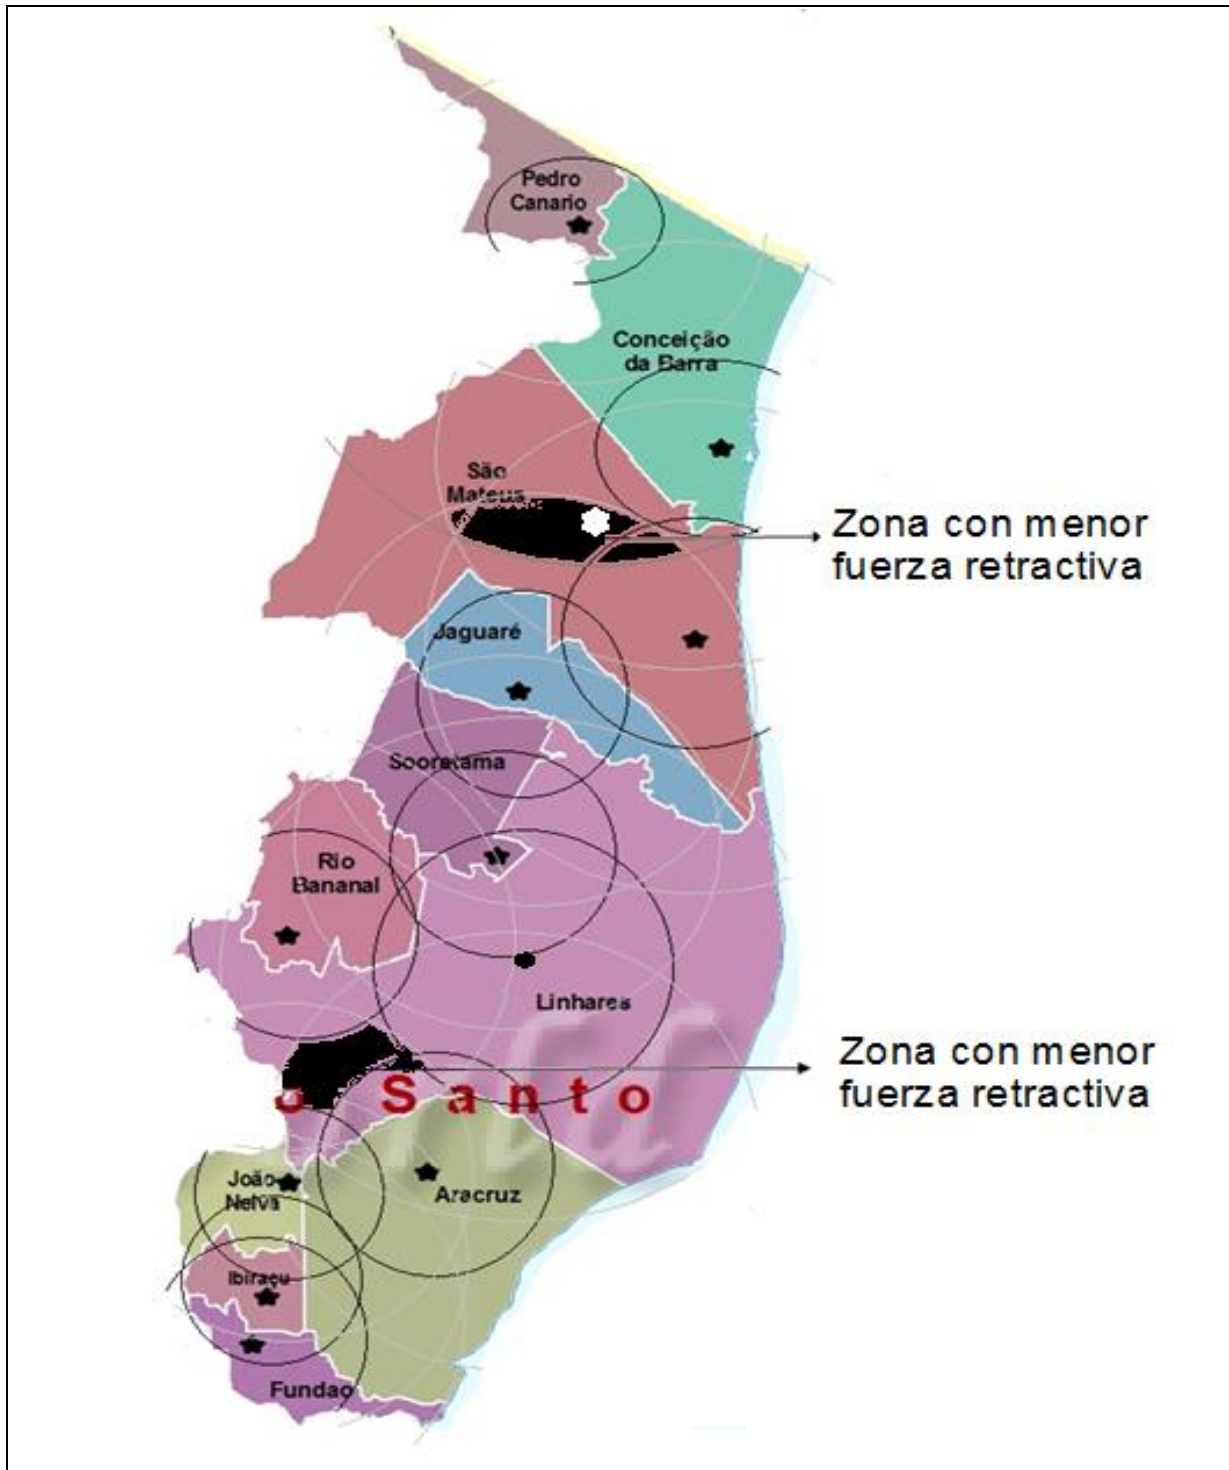 Pedro
Canario
Conceição
da Barra
São
Mateus
Zona con menor
fuerza retractiva
Jaguaré
Sooretama
Rio
Bananal
Linhares
Zona con menor
fuerza retractiva
o Santo
João
Neiva
Aracruz
Ibiraçu
Fundao